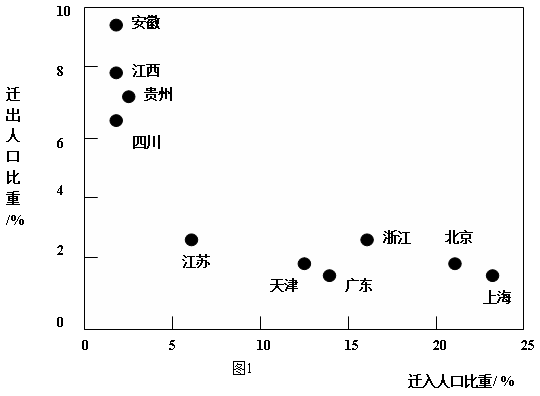 10
安徽
8
江西
贵州
迁出人口比重/%
6
四川
4
2
江苏
天津
广东
浙江
北京
上海
0
0
5
10
15
20
25
图1
迁入人口比重/%